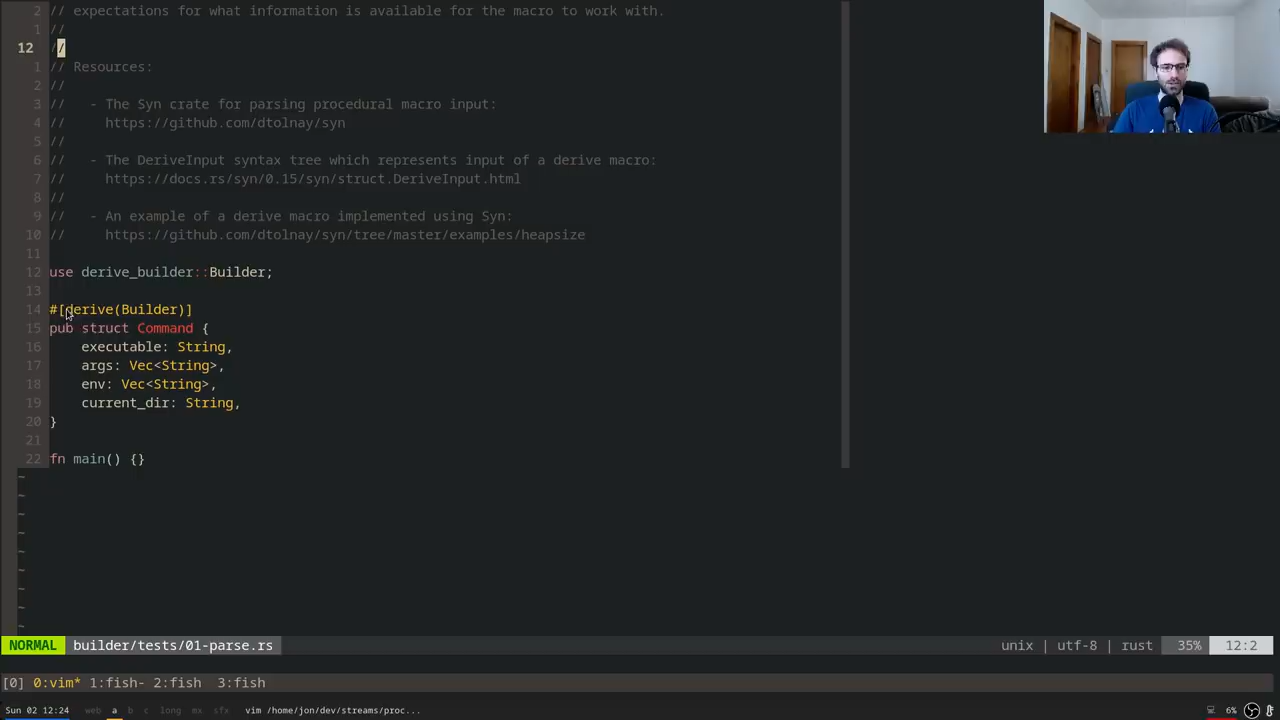 2 // expectations for what information is available for the macro to work with.
1 //
12 //
1 // Resources:
2 //
3 //   - The Syn crate for parsing procedural macro input:
4 //     https://github.com/dtolnay/syn
5 //
6 //   - The DeriveInput syntax tree which represents input of a derive macro:
7 //     https://docs.rs/syn/0.15/syn/struct.DeriveInput.html
8 //
9 //   - An example of a derive macro implemented using Syn:
10 //     https://github.com/dtolnay/syn/tree/master/examples/heapsize
11
12 use derive_builder::Builder;
13
14 #[derive(Builder)]
15 pub struct Command {
16     executable: String,
17     args: Vec<String>,
18     env: Vec<String>,
19     current_dir: String,
20 }
21
22 fn main() {}
~
~
~
~
~
~
~
~
~
NORMAL builder/tests/01-parse.rs unix | utf-8 | rust 35% 12:2
[0] 0:vim* 1:fish- 2:fish 3:fish
Sun 02 12:24 web a b c long mx sfx vim /home/jon/dev/streams/proc... 6%